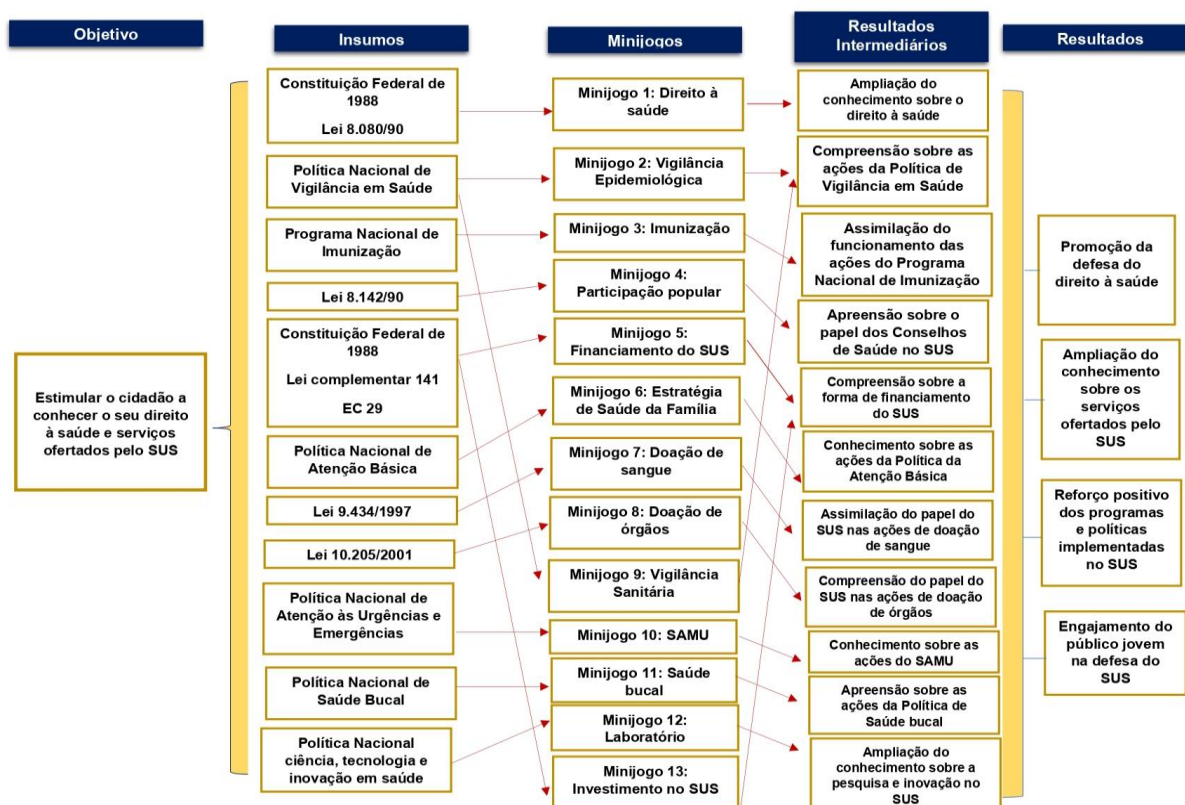 Objetivo
Estimular o cidadão a
conhecer o seu direito
à saúde e serviços
ofertados pelo SUS
Insumos
Constituição Federal de
1988
Lei 8.080/90
Política Nacional de
Vigilância em Saúde
Programa Nacional de
Imunização
Lei 8.142/90
Constituição Federal de
1988
Lei complementar 141
EC 29
Política Nacional de
Atenção Básica
Lei 9.434/1997
Lei 10.205/2001
Política Nacional de
Atenção às Urgências e
Emergências
Política Nacional de
Saúde Bucal
Política Nacional
ciência, tecnologia e
inovação em saúde
Minijogos
Minijogo 1: Direito à
saúde
Minijogo 2: Vigilância
Epidemiológica
Minijogo 3: Imunização
Minijogo 4:
Participação popular
Minijogo 5:
Financiamento do SUS
Minijogo 6: Estratégia
de Saúde da Família
Minijogo 7: Doação de
sangue
Minijogo 8: Doação de
órgãos
Minijogo 9: Vigilância
Sanitária
Minijogo 10: SAMU
Minijogo 11: Saúde
bucal
Minijogo 12:
Laboratório
Minijogo 13:
Investimento no SUS
Resultados
Intermediários
Ampliação do
conhecimento sobre o
direito à saúde
Compreensão sobre as
ações da Política de
Vigilância em Saúde
Assimilação do
funcionamento das
ações do Programa
Nacional de Imunização
Apreensão sobre o
papel dos Conselhos
de Saúde no SUS
Compreensão sobre a
forma de financiamento
do SUS
Conhecimento sobre as
ações da Política da
Atenção Básica
Assimilação do papel do
SUS nas ações de doação
de sangue
Compreensão do papel do
SUS nas ações de doação
de órgãos
Conhecimento sobre as
ações do SAMU
Apreensão sobre as
ações da Política de
Saúde bucal
Ampliação do
conhecimento sobre a
pesquisa e inovação no
SUS
Resultados
Promoção da
defesa do
direito à saúde
Ampliação do
conhecimento
sobre os
serviços
ofertados pelo
SUS
Reforço positivo
dos programas
e políticas
implementadas
no SUS
Engajamento do
público jovem
na defesa do
SUS